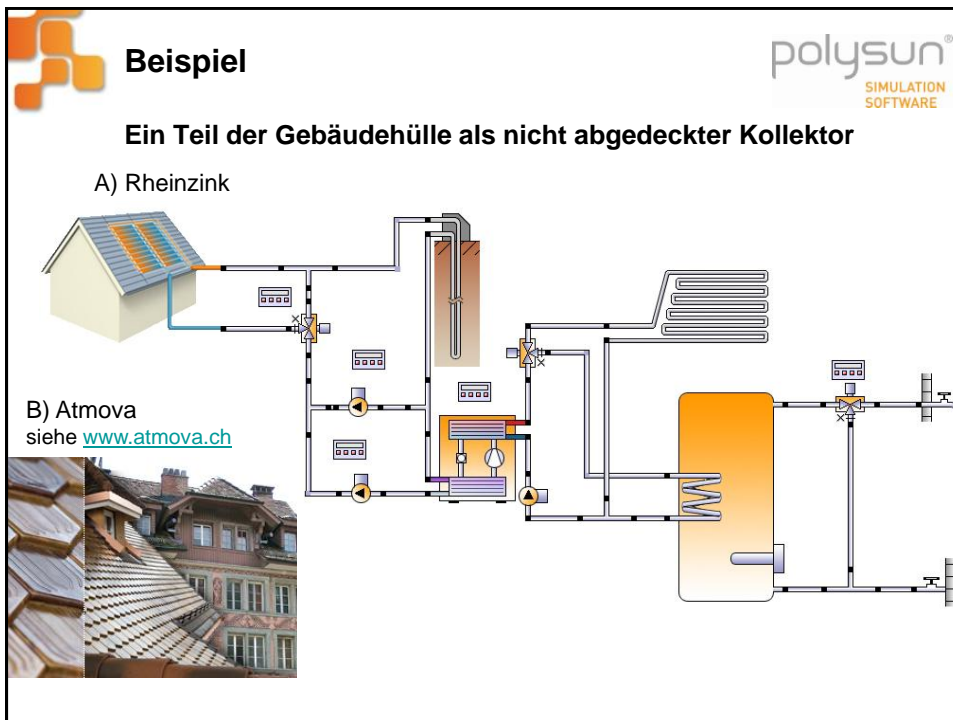 Beispiel
polysun®
SIMULATION
SOFTWARE
Ein Teil der Gebäudehülle als nicht abgedeckter Kollektor
A) Rheinzink
B) Atmova
siehe www.atmova.ch